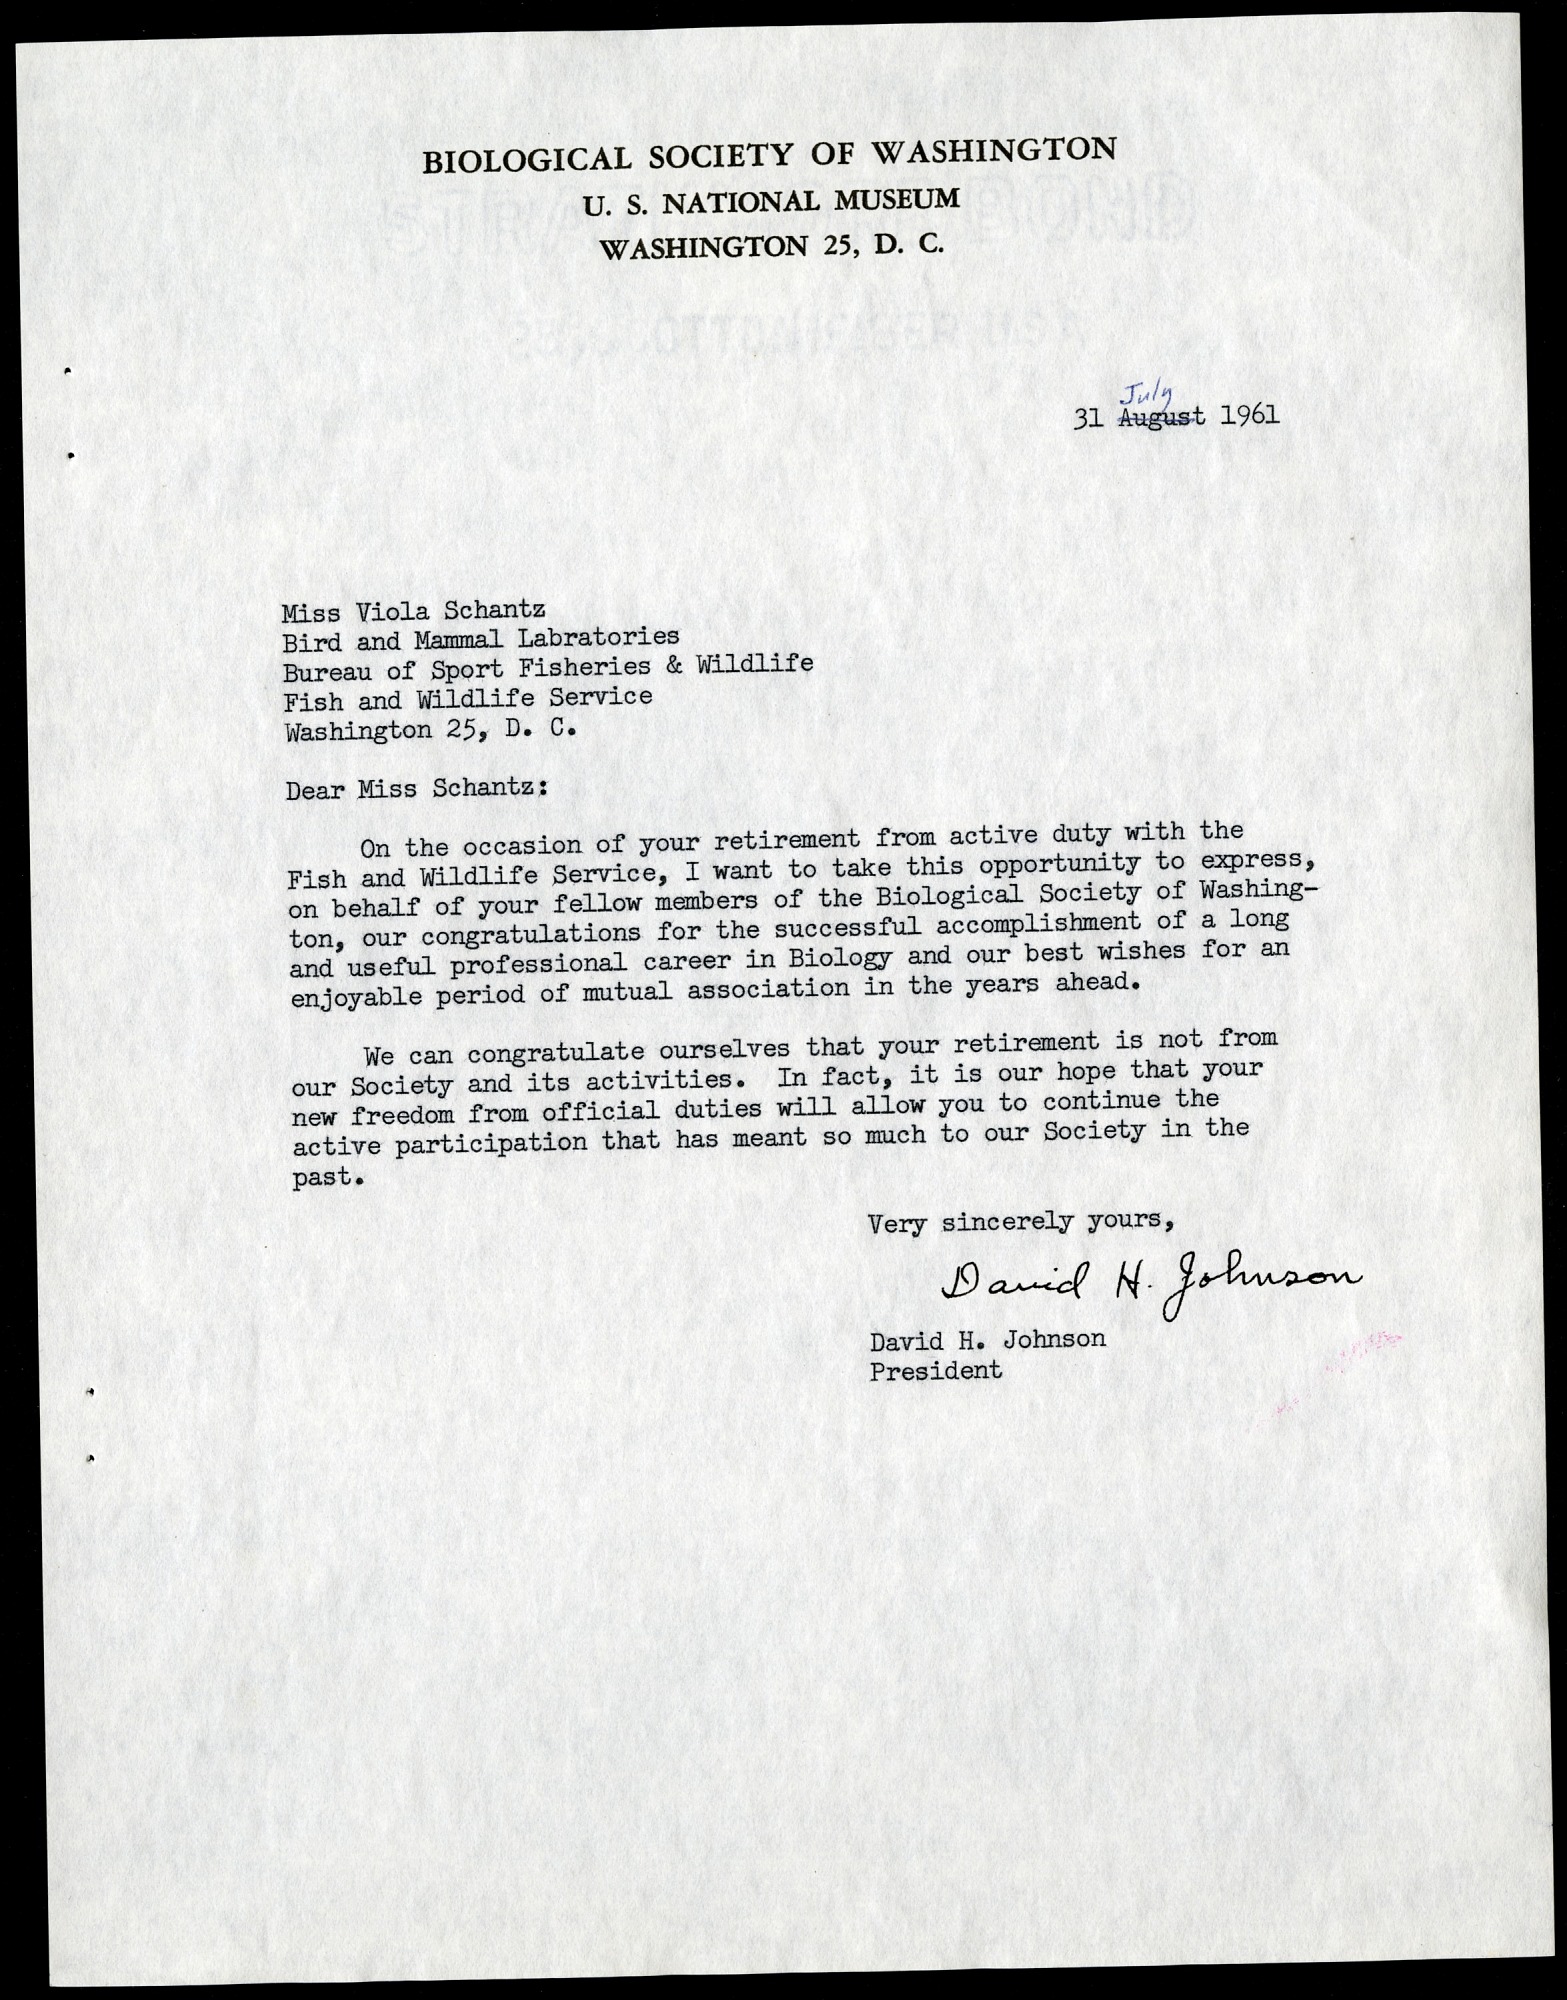 BIOLOGICAL SOCIETY OF WASHINGTON
U. S. NATIONAL MUSEUM
WASHINGTON 25, D. C.
July
31 August 1961
Miss Viola Schantz
Bird and Mammal Labratories
Bureau of Sport Fisheries & Wildlife
Fish and Wildlife Service
Washington 25, D. C.
Dear Miss Schantz:
On the occasion of your retirement from active duty with the
Fish and Wildlife Service, I want to take this opportunity to express,
on behalf of your fellow members of the Biological Society of Washing-
ton, our congratulations for the successful accomplishment of a long
and useful professional career in Biology and our best wishes for an
enjoyable period of mutual association in the years ahead.
We can congratulate ourselves that your retirement is not from
our Society and its activities. In fact, it is our hope that your
new freedom from official duties will allow you to continue the
active participation that has meant so much to our Society in the
past.
Very sincerely yours,
David H. Johnson
David H. Johnson
President